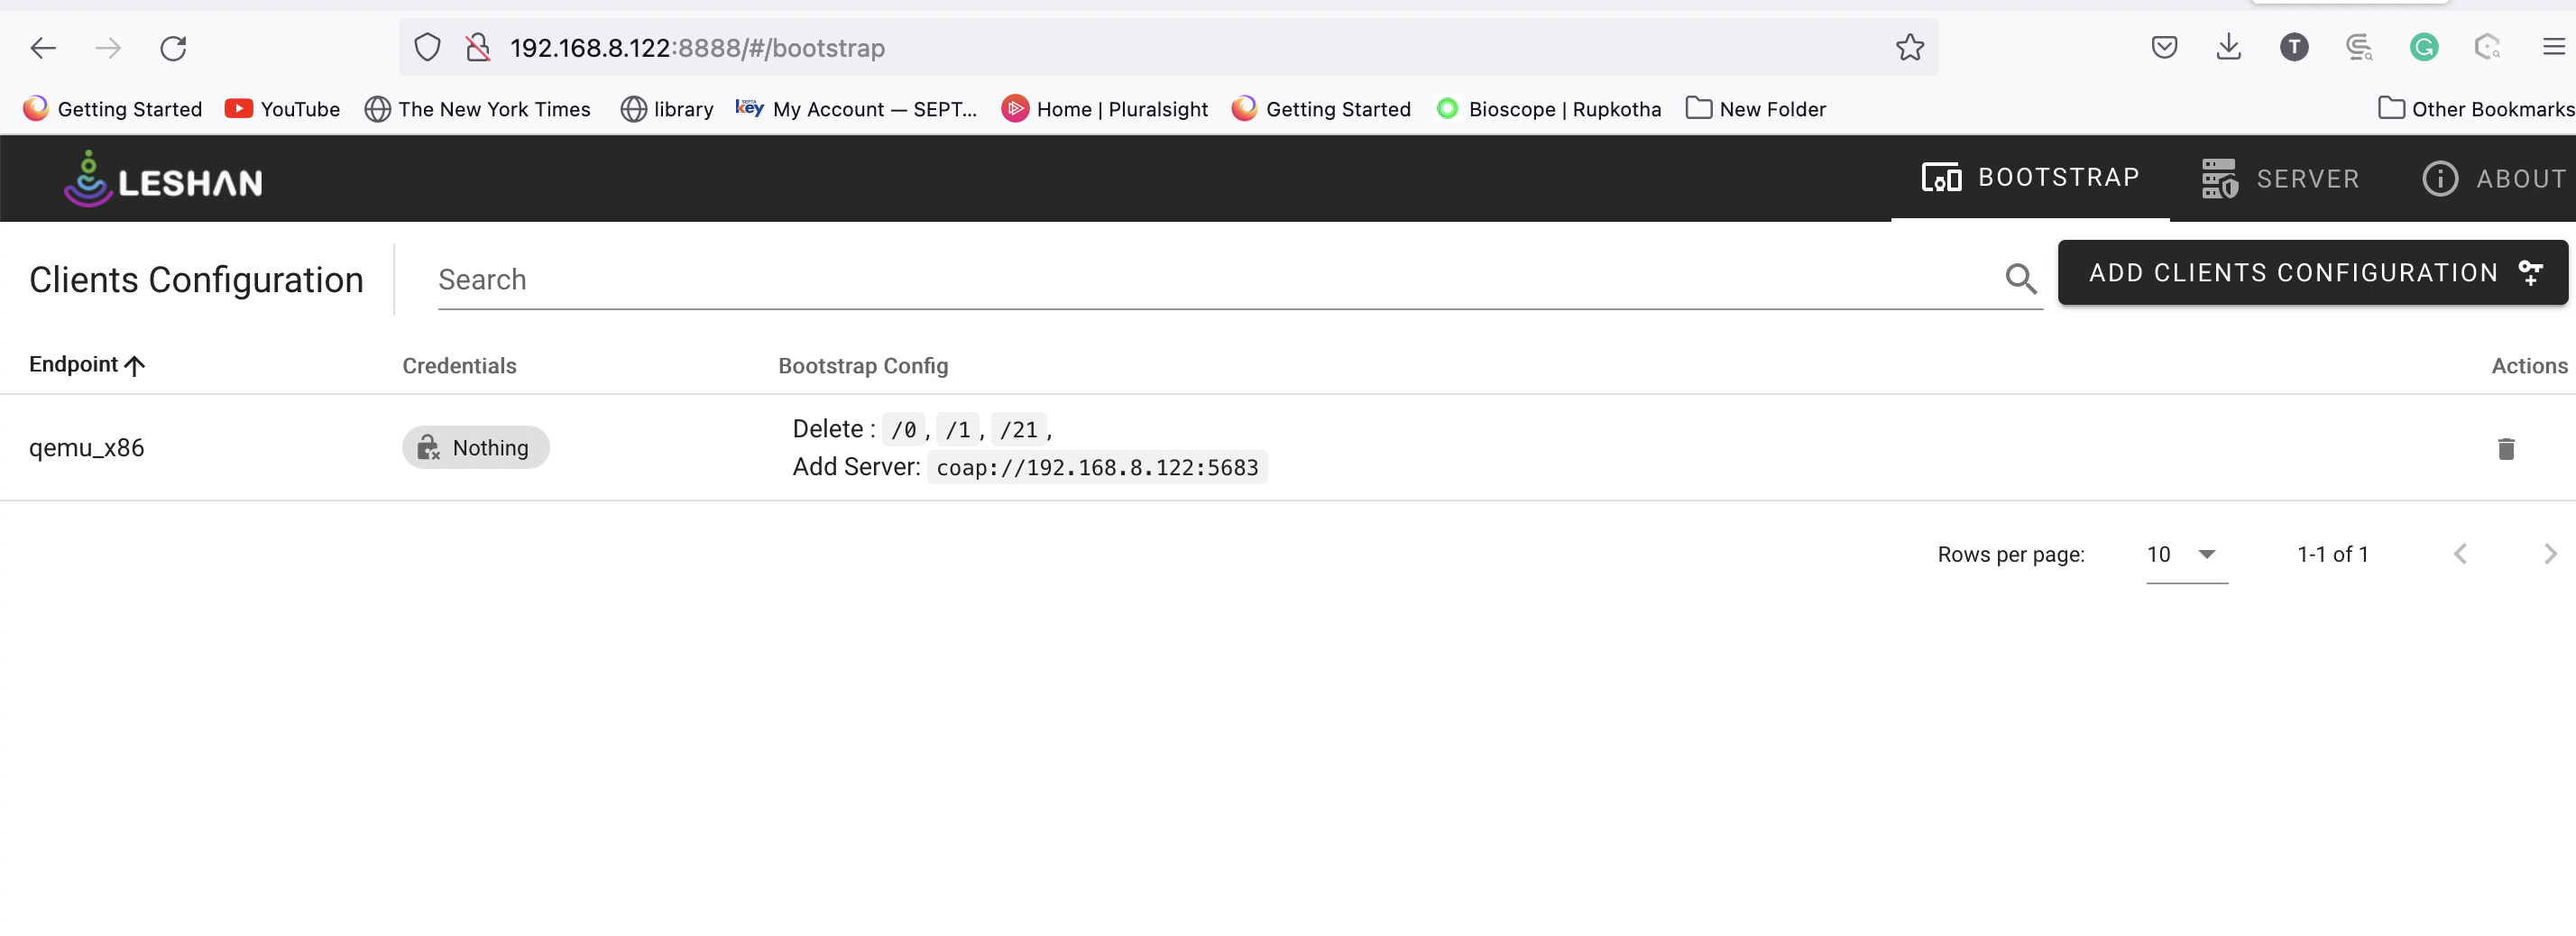 192.168.8.122:8888/#/bootstrap
T
G
Getting Started
YouTube
The New York Times
library
SEPTA key My Account — SEPT...
Home | Pluralsight
Getting Started
Bioscope | Rupkotha
New Folder
Other Bookmarks
LESHAN
BOOTSTRAP
SERVER
ABOUT
Clients Configuration
Search
ADD CLIENTS CONFIGURATION
Endpoint
Credentials
Bootstrap Config
Actions
qemu_x86
Nothing
Delete : /0, /1, /21,
Add Server: coap://192.168.8.122:5683
Rows per page:
10
1-1 of 1